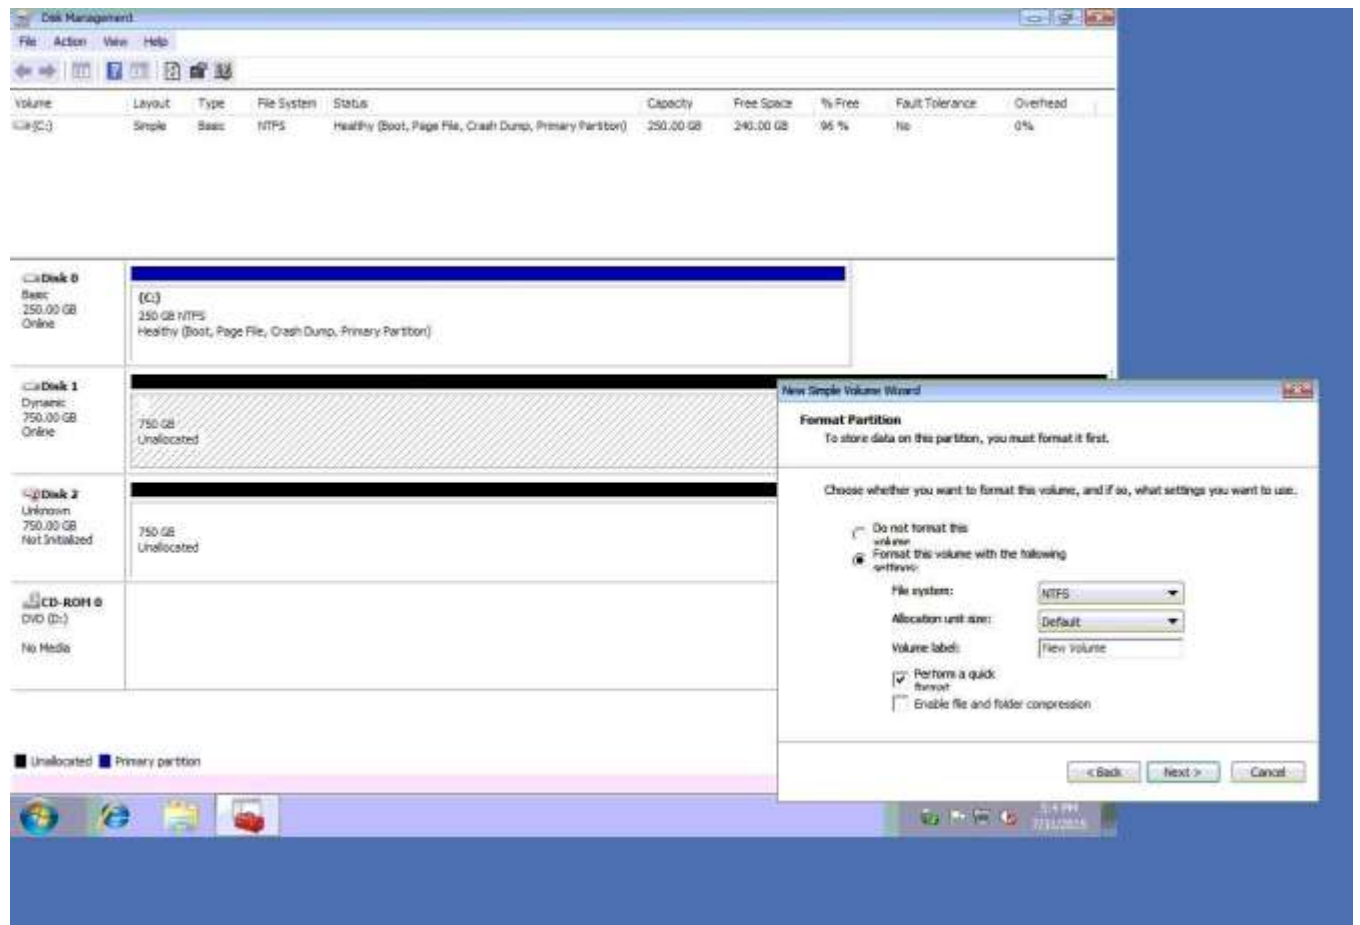 Disk Management
File Action View Help
Volume Layout Type File System Status Capacity Free Space % Free Fault Tolerance Overhead
(C:) Simple Basic NTFS Healthy (Boot, Page File, Crash Dump, Primary Partition) 250.00 GB 240.00 GB 96 % No 0%
Disk 0
Basic
250.00 GB
Online
(C:)
250 GB NTFS
Healthy (Boot, Page File, Crash Dump, Primary Partition)
Disk 1
Dynamic
750.00 GB
Online
750 GB
Unallocated
Disk 2
Unknown
750.00 GB
Not Initialized
750 GB
Unallocated
CD-ROM 0
DVD (D:)
No Media
Unallocated Primary partition
New Simple Volume Wizard
Format Partition
To store data on this partition, you must format it first.
Choose whether you want to format this volume, and if so, what settings you want to use.
Do not format this
volume
Format this volume with the following
settings:
File system: NTFS
Allocation unit size: Default
Volume label: New Volume
Perform a quick
format
Enable file and folder compression
< Back Next > Cancel